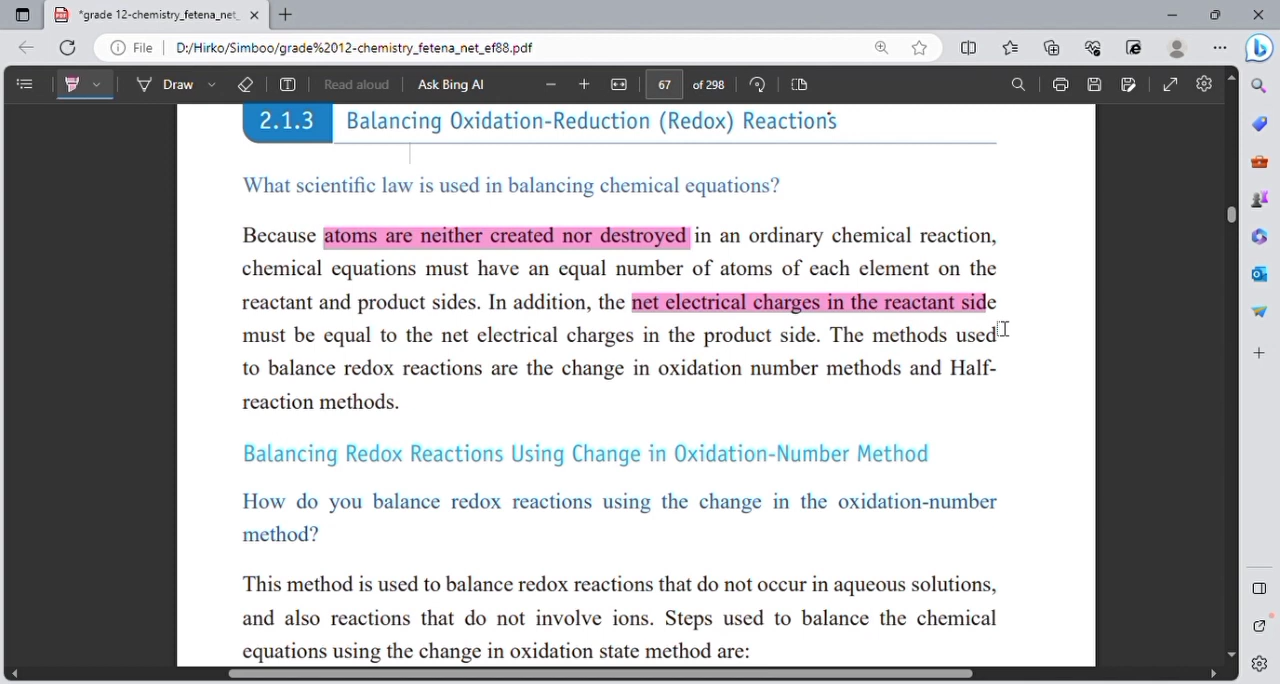 *grade 12-chemistry_fetena_net_
File
D:/Hirko/Simboo/grade%2012-chemistry_fetena_net_ef88.pdf
Draw
Read aloud
Ask Bing AI
67
of 298
2.1.3 Balancing Oxidation-Reduction (Redox) Reactions
What scientific law is used in balancing chemical equations?
Because atoms are neither created nor destroyed in an ordinary chemical reaction,
chemical equations must have an equal number of atoms of each element on the
reactant and product sides. In addition, the net electrical charges in the reactant side
must be equal to the net electrical charges in the product side. The methods used
to balance redox reactions are the change in oxidation number methods and Half-
reaction methods.
Balancing Redox Reactions Using Change in Oxidation-Number Method
How do you balance redox reactions using the change in the oxidation-number
method?
This method is used to balance redox reactions that do not occur in aqueous solutions,
and also reactions that do not involve ions. Steps used to balance the chemical
equations using the change in oxidation state method are: